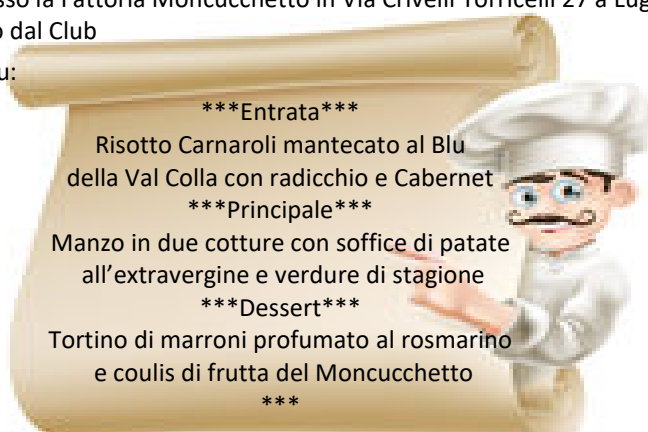 la Fattoria Moncucchetto in Via Crivelli Torricelli 27 a
dal Club
***Entrata***
Risotto Carnaroli mantecato al Blu
della Val Colla con radicchio e Cabernet
***Principale***
Manzo in due cotture con soffice di patate
all’extravergine e verdure di stagione
***Dessert***
Tortino di marroni profumato al rosmarino
e coulis di frutta del Moncucchetto
***